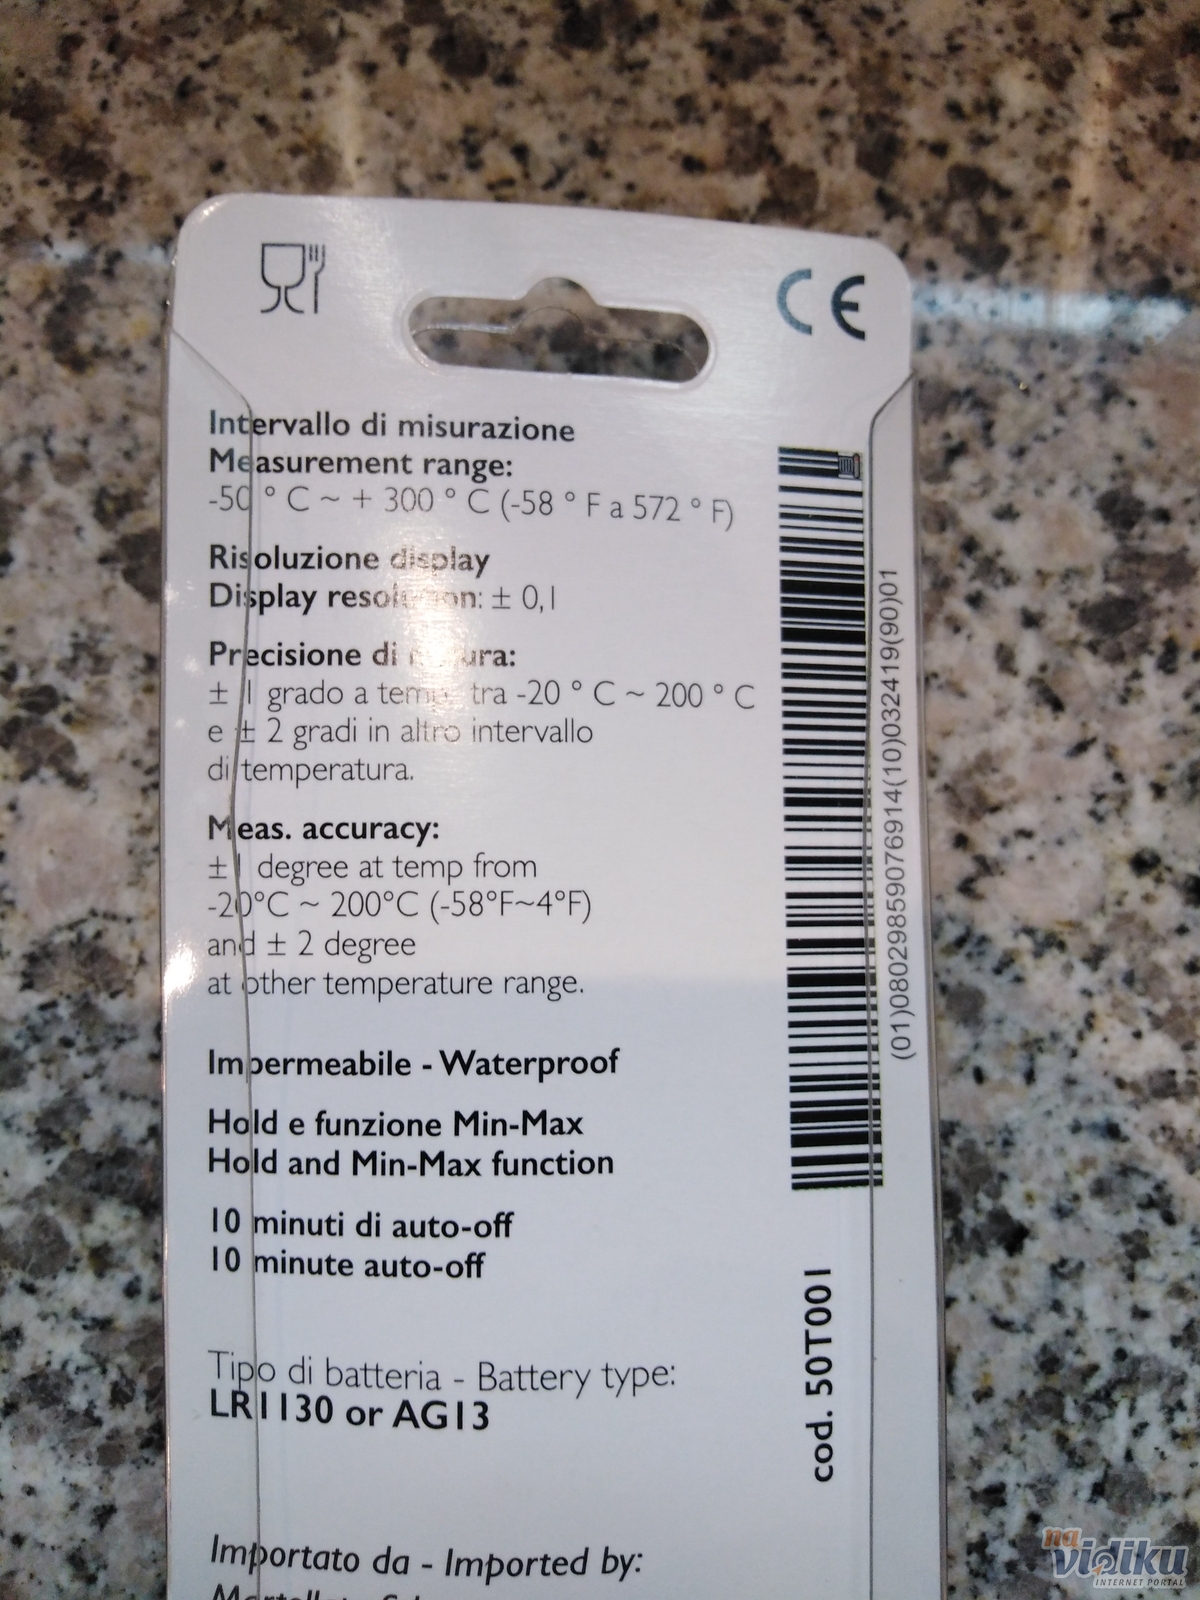 CE
Intervallo di misurazione
Measurement range:
-50 ° C ~ + 300 ° C (-58 ° F a 572 ° F)
Risoluzione display
Display : ± 0,1
Precisione di
± 1 grado a tra -20 ° C ~ 200 ° C
e ± 2 gradi in altro intervallo
di temperatura.
Meas. accuracy:
± 1 degree at temp from
-20°C ~ 200°C (-58°F~4°F)
and ± 2 degree
at other temperature range.
Impermeabile - Waterproof
Hold e funzione Min-Max
Hold and Min-Max function
10 minuti di auto-off
10 minute auto-off
Tipo di batteria - Battery type:
LR1130 or AG13
Importato da - Imported by:
(01)08029859076914(10)032419(90)01
cod. 50T001
na
vidiku
INTERNET PORTAL